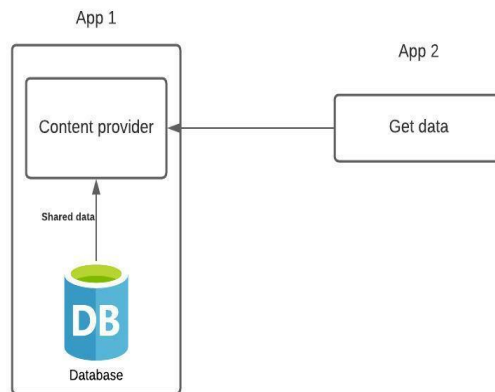 App 1
App 2
Content provider
Get data
Shared data
DB
Database